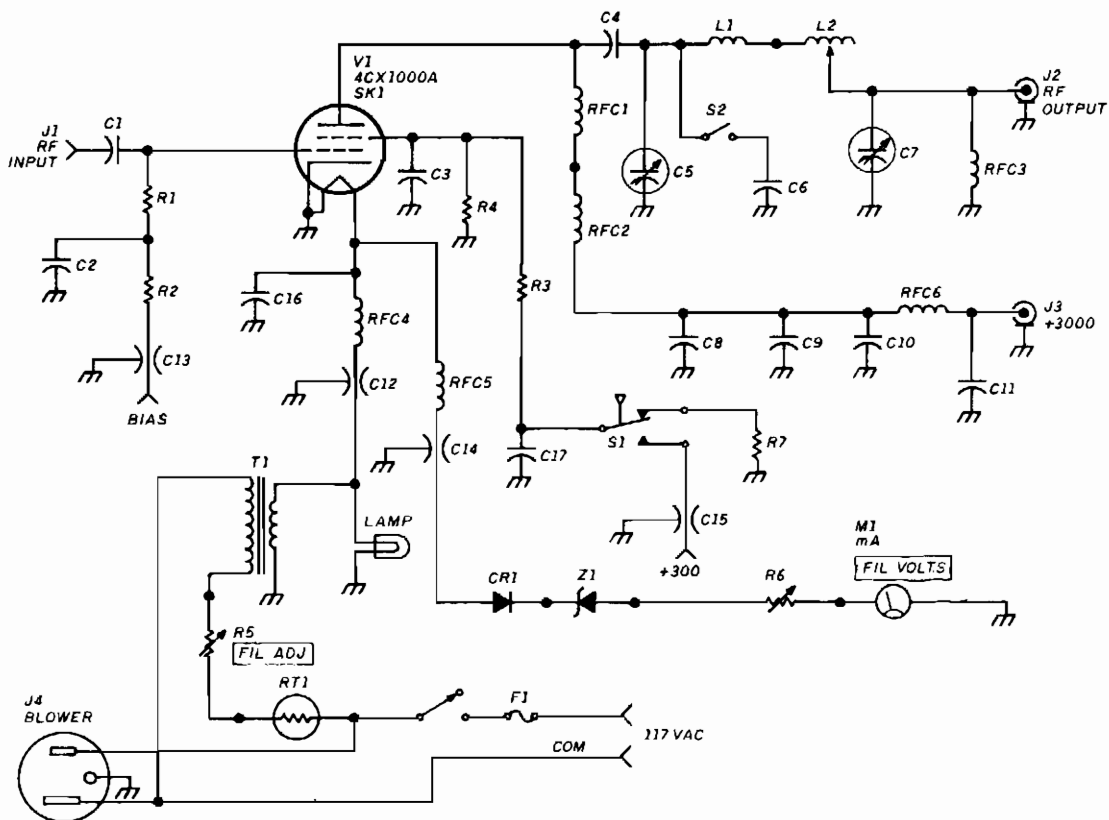 C4
L1
L2
V1
4CX1000A
SK1
J2
RF
OUTPUT
J1
RF
INPUT
C1
RFC1
S2
C3
C5
C7
R1
R4
C6
RFC3
C2
RFC2
R2
C16
R3
RFC4
RFC6
J3
+3000
C8
C9
C10
C13
C12
RFC5
C11
BIAS
S1
R7
C14
C17
T1
LAMP
C15
M1
mA
+300
FIL VOLTS
CR1
Z1
R6
R5
FIL ADJ
RT1
F1
J4
BLOWER
117 VAC
COM